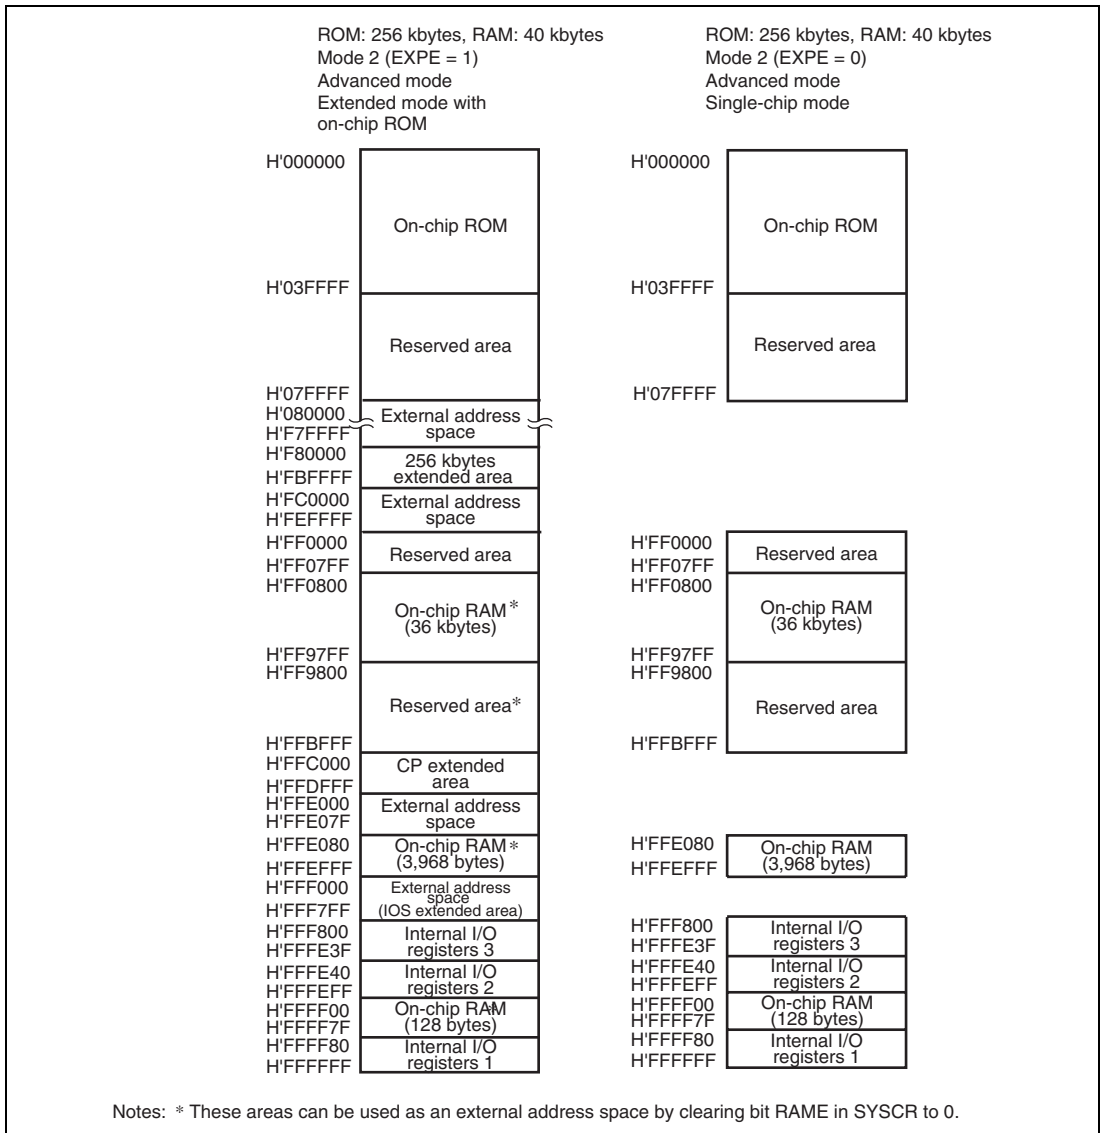 ROM: 256 kbytes, RAM: 40 kbytes
Mode 2 (EXPE = 1)
Advanced mode
Extended mode with
on-chip ROM
H'000000
On-chip ROM
H'03FFFF
Reserved area
H'07FFFF
H'080000
External address
space
H'F7FFFF
H'F80000
256 kbytes
extended area
H'FBFFFF
H'FC0000
External address
space
H'FEFFFF
H'FF0000
Reserved area
H'FF07FF
H'FF0800
On-chip RAM *
(36 kbytes)
H'FF97FF
H'FF9800
Reserved area*
H'FFBFFF
H'FFC000
CP extended
area
H'FFDFFF
H'FFE000
External address
space
H'FFE07F
H'FFE080
On-chip RAM *
(3,968 bytes)
H'FFEFFF
H'FFF000
External address
space
(IOS extended area)
H'FFF7FF
H'FFF800
Internal I/O
registers 3
H'FFFE3F
H'FFFE40
Internal I/O
registers 2
H'FFFEFF
H'FFFF00
On-chip RAM*
(128 bytes)
H'FFFF7F
H'FFFF80
Internal I/O
registers 1
H'FFFFFF
ROM: 256 kbytes, RAM: 40 kbytes
Mode 2 (EXPE = 0)
Advanced mode
Single-chip mode
H'000000
On-chip ROM
H'03FFFF
Reserved area
H'07FFFF
H'FF0000
Reserved area
H'FF07FF
H'FF0800
On-chip RAM
(36 kbytes)
H'FF97FF
H'FF9800
Reserved area
H'FFBFFF
H'FFE080
On-chip RAM
(3,968 bytes)
H'FFEFFF
H'FFF800
Internal I/O
registers 3
H'FFFE3F
H'FFFE40
Internal I/O
registers 2
H'FFFEFF
H'FFFF00
On-chip RAM
(128 bytes)
H'FFFF7F
H'FFFF80
Internal I/O
registers 1
H'FFFFFF
Notes: * These areas can be used as an external address space by clearing bit RAME in SYSCR to 0.